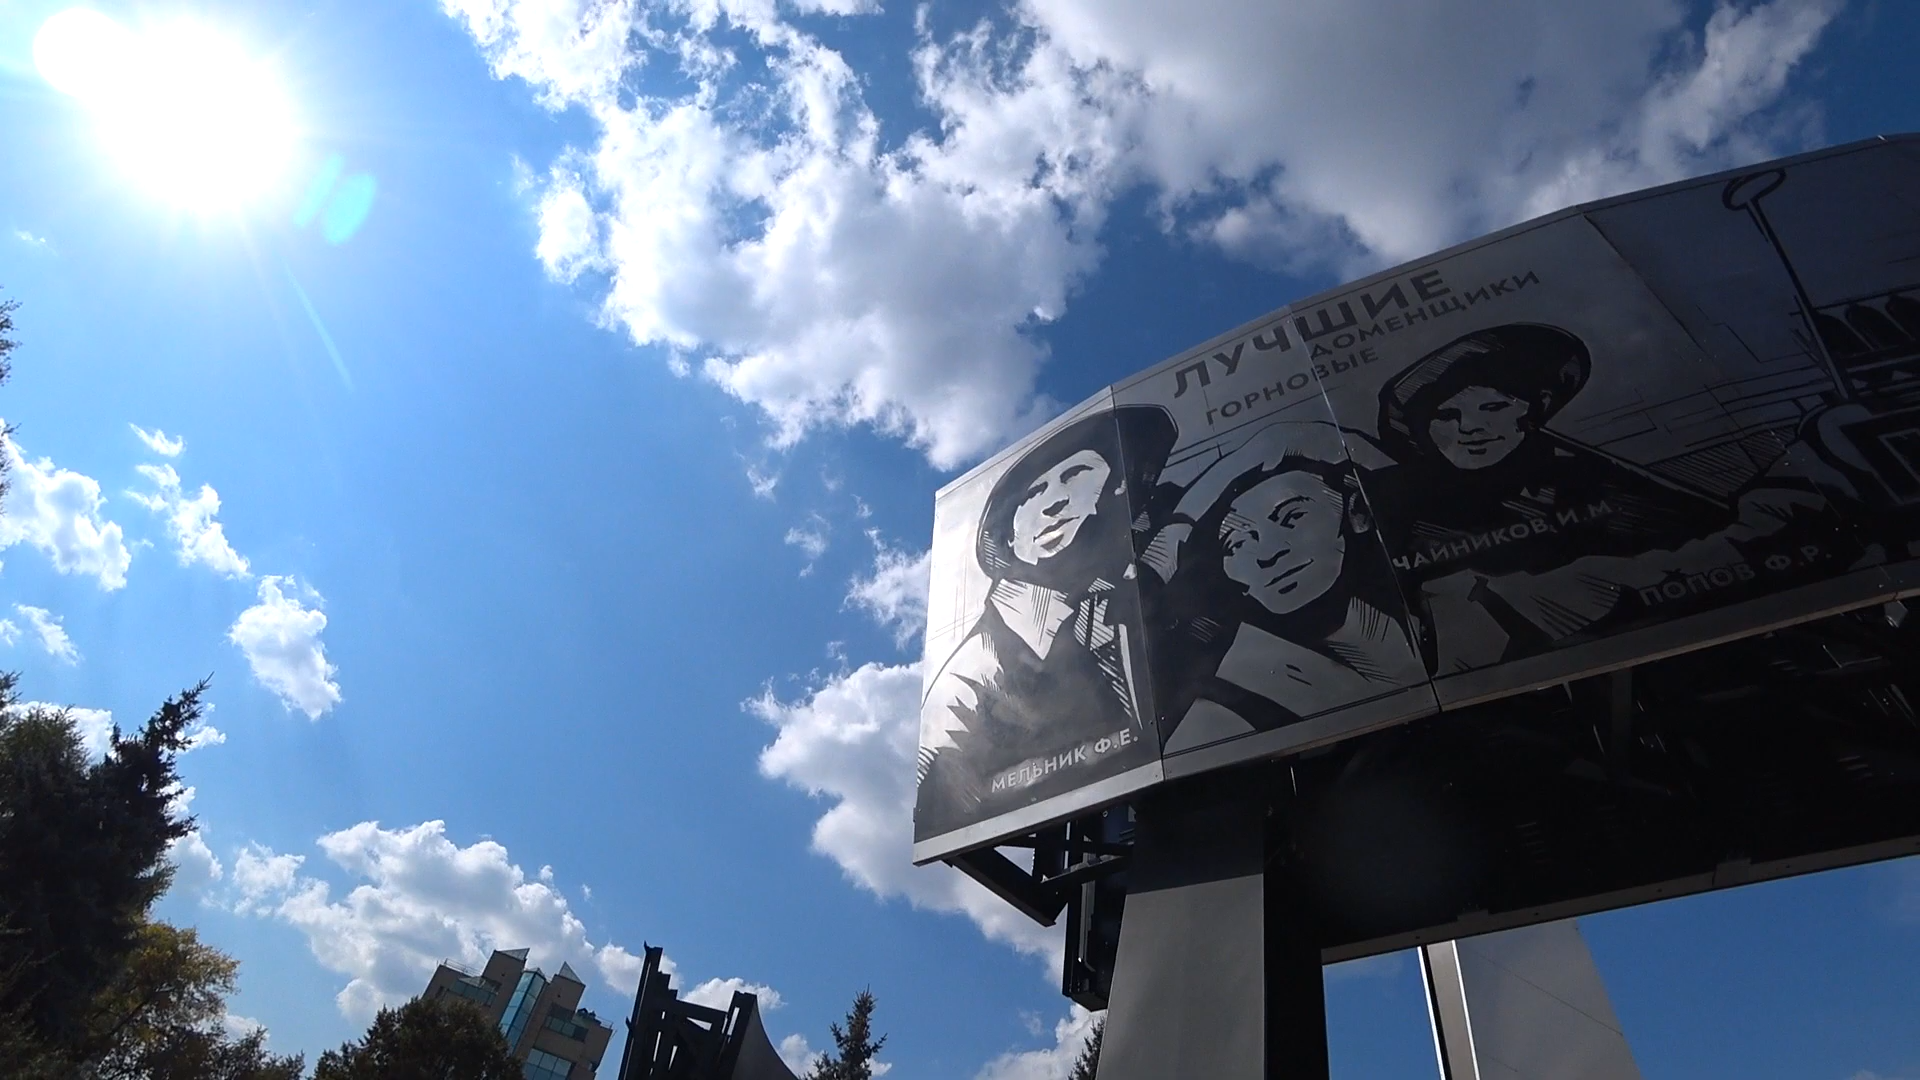 ЛУЧШИЕ
ДОМЕНЩИКИ
ГОРНОВЫЕ
МЕЛЬНИК Ф.Е.
ЧАЙНИКОВ И.М.
ПОПОВ Ф.Р.